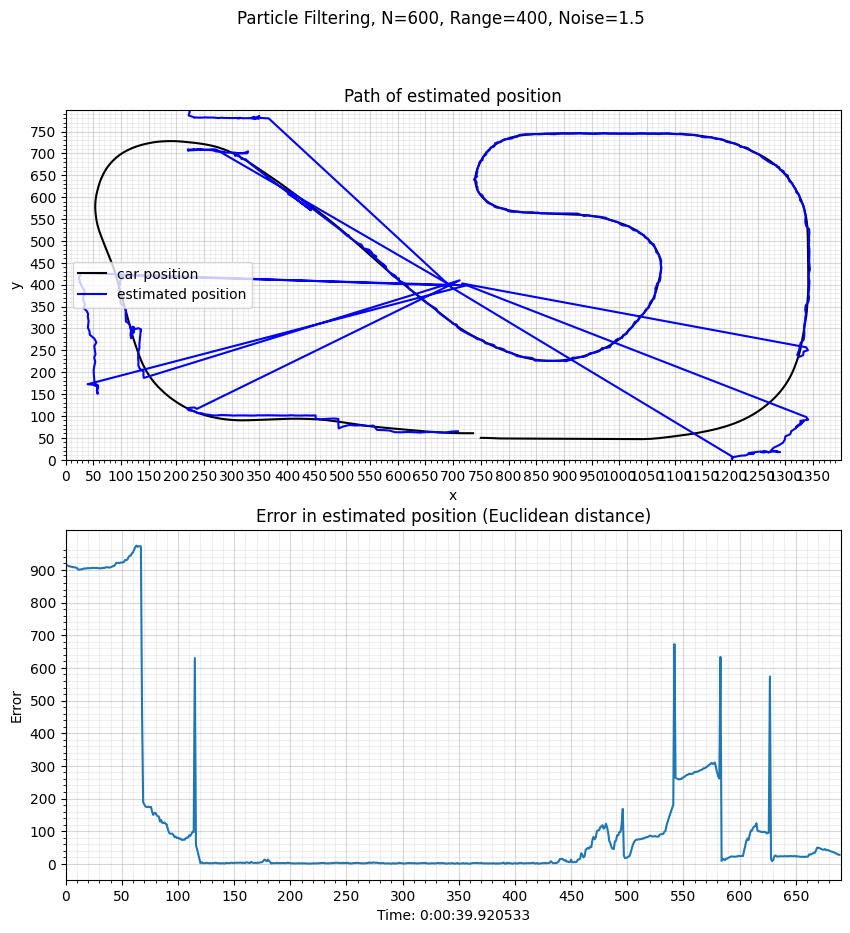 Particle Filtering, N=600, Range=400, Noise=1.5
Path of estimated position
750
700
650
600
550
500
450
400
350
300
250
200
150
100
50
0
y
car position
estimated position
0 50 100 150 200 250 300 350 400 450 500 550 600 650 700 750 800 850 900 950 1000 1050 1100 1150 1200 1250 1300 1350
x
Error in estimated position (Euclidean distance)
900
800
700
600
500
400
300
200
100
0
Error
0 50 100 150 200 250 300 350 400 450 500 550 600 650
Time: 0:00:39.920533